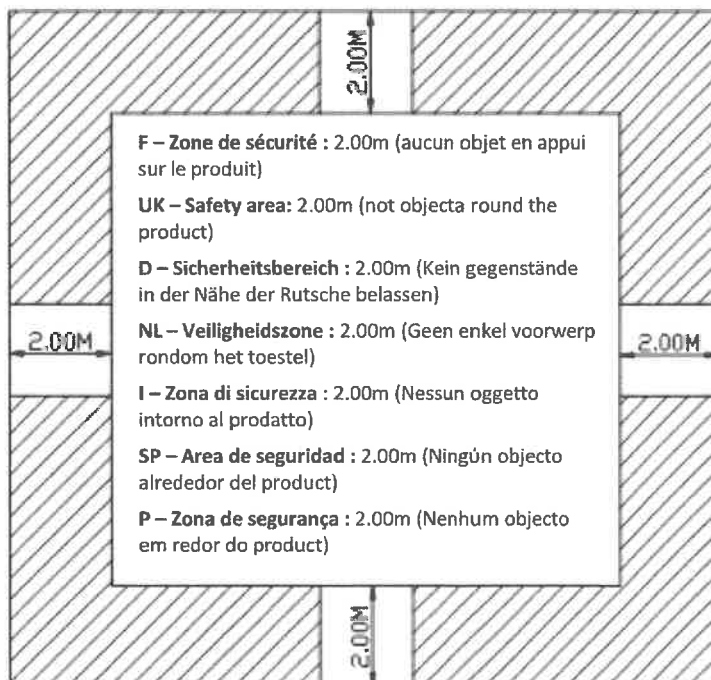 2.00M
F – Zone de sécurité : 2.00m (aucun objet en appui
sur le produit)
UK – Safety area: 2.00m (not objecta round the
product)
D – Sicherheitsbereich : 2.00m (Kein gegenstände
in der Nähe der Rutsche belassen)
NL – Veiligheidszone : 2.00m (Geen enkel voorwerp
rondom het toestel)
2.00M
2.00M
I – Zona di sicurezza : 2.00m (Nessun oggetto
intorno al prodatto)
SP – Area de seguridad : 2.00m (Ningún objecto
alrededor del product)
P – Zona de segurança : 2.00m (Nenhum objecto
em redor do product)
2.00M